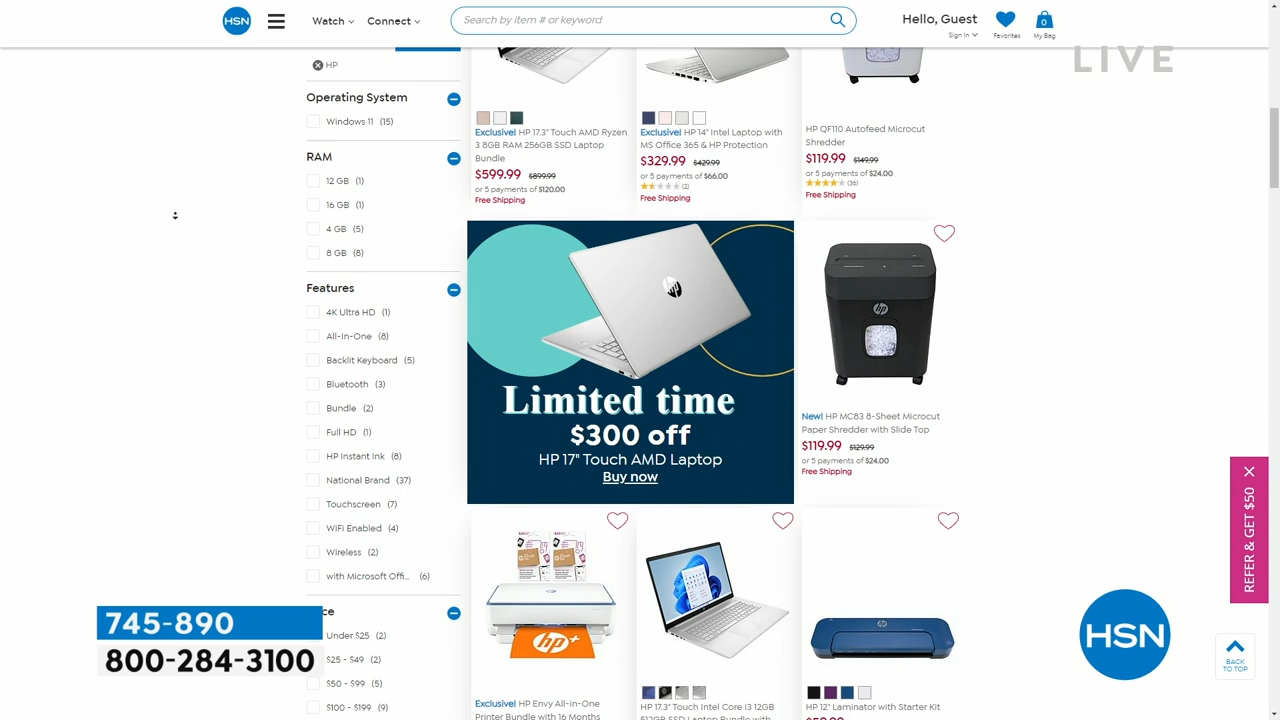 HSN
Watch
Connect
Search by item # or keyword
Hello, Guest
Sign In
Favorites
0
My Bag
LIVE
HP
Operating System
Windows 11 (15)
RAM
12 GB (1)
16 GB (1)
4 GB (5)
8 GB (8)
Features
4K Ultra HD (1)
All-In-One (8)
Backlit Keyboard (5)
Bluetooth (3)
Bundle (2)
Full HD (1)
HP Instant Ink (8)
National Brand (37)
Touchscreen (7)
WiFi Enabled (4)
Wireless (2)
with Microsoft Offi... (6)
ce
Under $25 (2)
$25 - $49 (2)
$50 - $99 (5)
$100 - $199 (9)
Exclusive! HP 17.3" Touch AMD Ryzen
3 8GB RAM 256GB SSD Laptop
Bundle
$599.99 $899.99
or 5 payments of $120.00
Free Shipping
Exclusive! HP 14" Intel Laptop with
MS Office 365 & HP Protection
$329.99 $429.99
or 5 payments of $66.00
(2)
Free Shipping
HP QF110 Autofeed Microcut
Shredder
$119.99 $149.99
or 5 payments of $24.00
(36)
Free Shipping
hp
Limited time
$300 off
HP 17" Touch AMD Laptop
Buy now
hp
New! HP MC83 8-Sheet Microcut
Paper Shredder with Slide Top
$119.99 $129.99
or 5 payments of $24.00
Free Shipping
hp+
Exclusive! HP Envy All-in-One
Printer Bundle with 16 Months
HP 17.3" Touch Intel Core i3 12GB
512GB SSD Laptop Bundle with
hp
HP 12" Laminator with Starter Kit
REFER & GET $50
745-890
800-284-3100
HSN
BACK
TO TOP